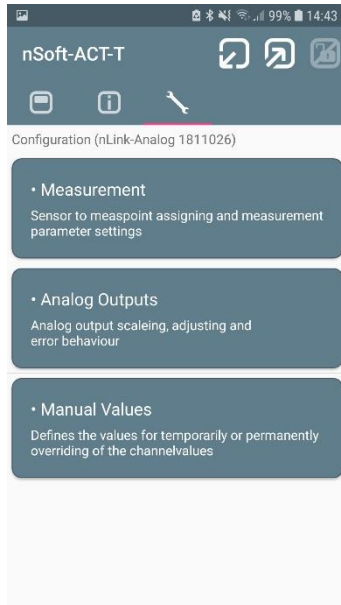 99% 14:43
nSoft-ACT-T
Configuration (nLink-Analog 1811026)
• Measurement
Sensor to measpoint assigning and measurement
parameter settings
• Analog Outputs
Analog output scaleing, adjusting and
error behaviour
• Manual Values
Defines the values for temporarily or permanently
overriding of the channelvalues